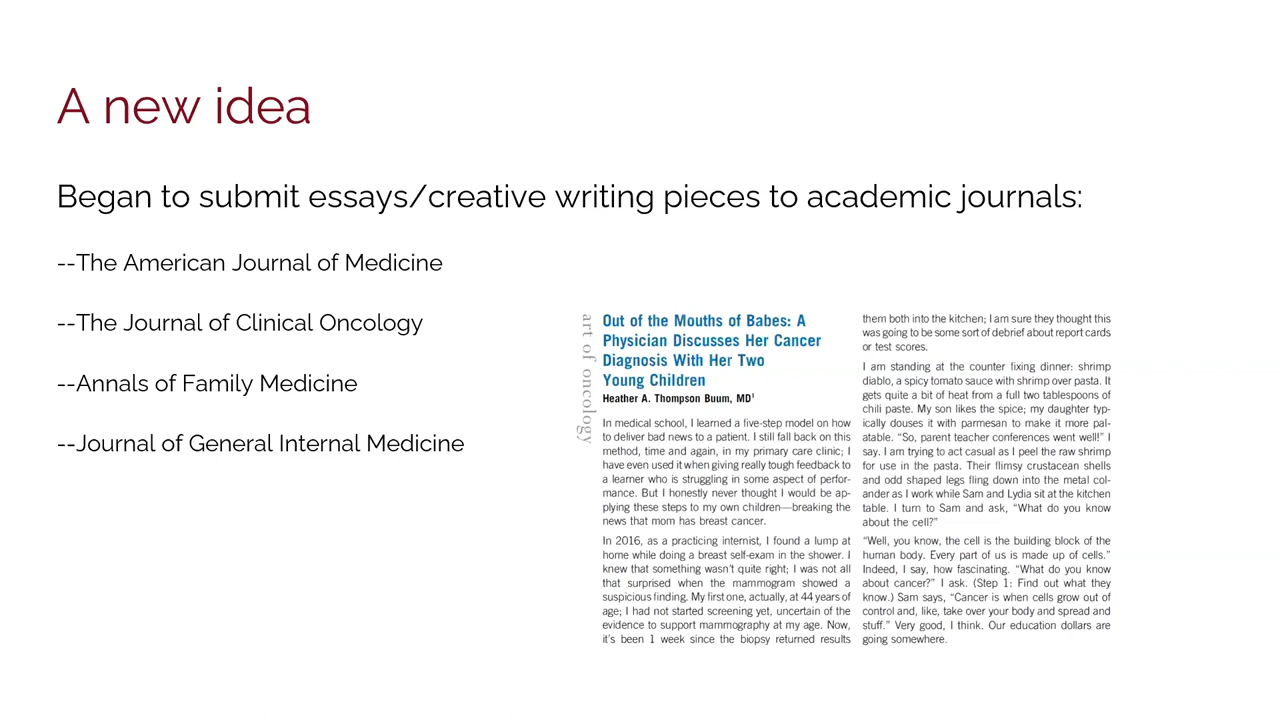 A new idea
Began to submit essays/creative writing pieces to academic journals:
--The American Journal of Medicine
--The Journal of Clinical Oncology
--Annals of Family Medicine
--Journal of General Internal Medicine
art of oncology
Out of the Mouths of Babes: A
Physician Discusses Her Cancer
Diagnosis With Her Two
Young Children
Heather A. Thompson Buum, MD¹
In medical school, I learned a five-step model on how
to deliver bad news to a patient. I still fall back on this
method, time and again, in my primary care clinic; I
have even used it when giving really tough feedback to
a learner who is struggling in some aspect of perfor-
mance. But I honestly never thought I would be ap-
plying these steps to my own children—breaking the
news that mom has breast cancer.
In 2016, as a practicing internist, I found a lump at
home while doing a breast self-exam in the shower. I
knew that something wasn't quite right; I was not all
that surprised when the mammogram showed a
suspicious finding. My first one, actually, at 44 years of
age; I had not started screening yet, uncertain of the
evidence to support mammography at my age. Now,
it's been 1 week since the biopsy returned results
them both into the kitchen; I am sure they thought this
was going to be some sort of debrief about report cards
or test scores.
I am standing at the counter fixing dinner: shrimp
diablo, a spicy tomato sauce with shrimp over pasta. It
gets quite a bit of heat from a full two tablespoons of
chili paste. My son likes the spice; my daughter typ-
ically douses it with parmesan to make it more pal-
atable. "So, parent teacher conferences went well!" I
say. I am trying to act casual as I peel the raw shrimp
for use in the pasta. Their flimsy crustacean shells
and odd shaped legs fling down into the metal col-
ander as I work while Sam and Lydia sit at the kitchen
table. I turn to Sam and ask, "What do you know
about the cell?"
"Well, you know, the cell is the building block of the
human body. Every part of us is made up of cells."
Indeed, I say, how fascinating. "What do you know
about cancer?" I ask. (Step 1: Find out what they
know.) Sam says, "Cancer is when cells grow out of
control and, like, take over your body and spread and
stuff." Very good, I think. Our education dollars are
going somewhere.